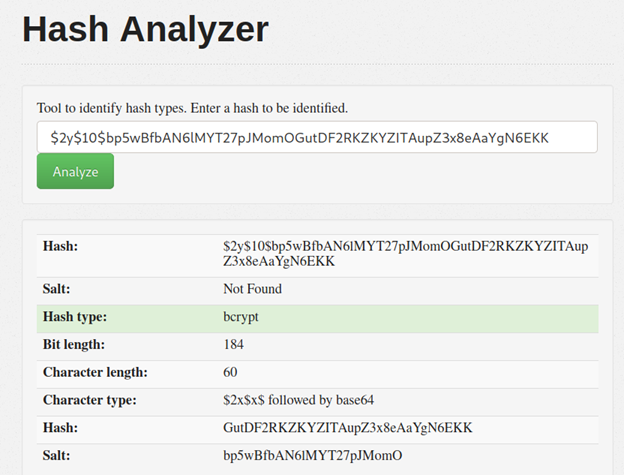 Hash Analyzer
Tool to identify hash types. Enter a hash to be identified.
$2y$10$bp5wBfbAN6lMYT27pJMomOGutDF2RKZKYZITAupZ3x8eAaYgN6EKK
Analyze
Hash: $2y$10$bp5wBfbAN6lMYT27pJMomOGutDF2RKZKYZITAup
Z3x8eAaYgN6EKK
Salt: Not Found
Hash type: bcrypt
Bit length: 184
Character length: 60
Character type: $2x$x$ followed by base64
Hash: GutDF2RKZKYZITAupZ3x8eAaYgN6EKK
Salt: bp5wBfbAN6lMYT27pJMomO